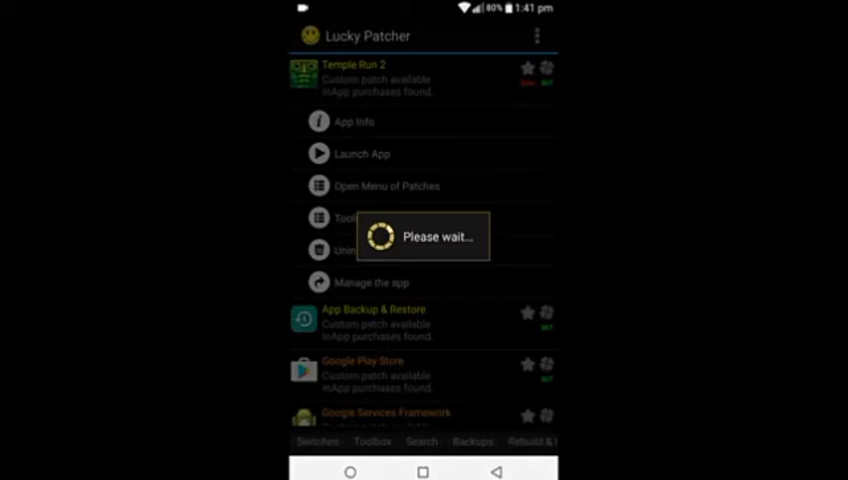 80% 1:41 pm
Lucky Patcher
Temple Run 2
Custom patch available
InApp purchases found.
App Info
Launch App
Open Menu of Patches
Please wait...
Manage the app
App Backup & Restore
Custom patch available
InApp purchases found.
Google Play Store
Custom patch available
InApp purchases found.
Google Services Framework
Switches Toolbox Search Backups Rebuild &